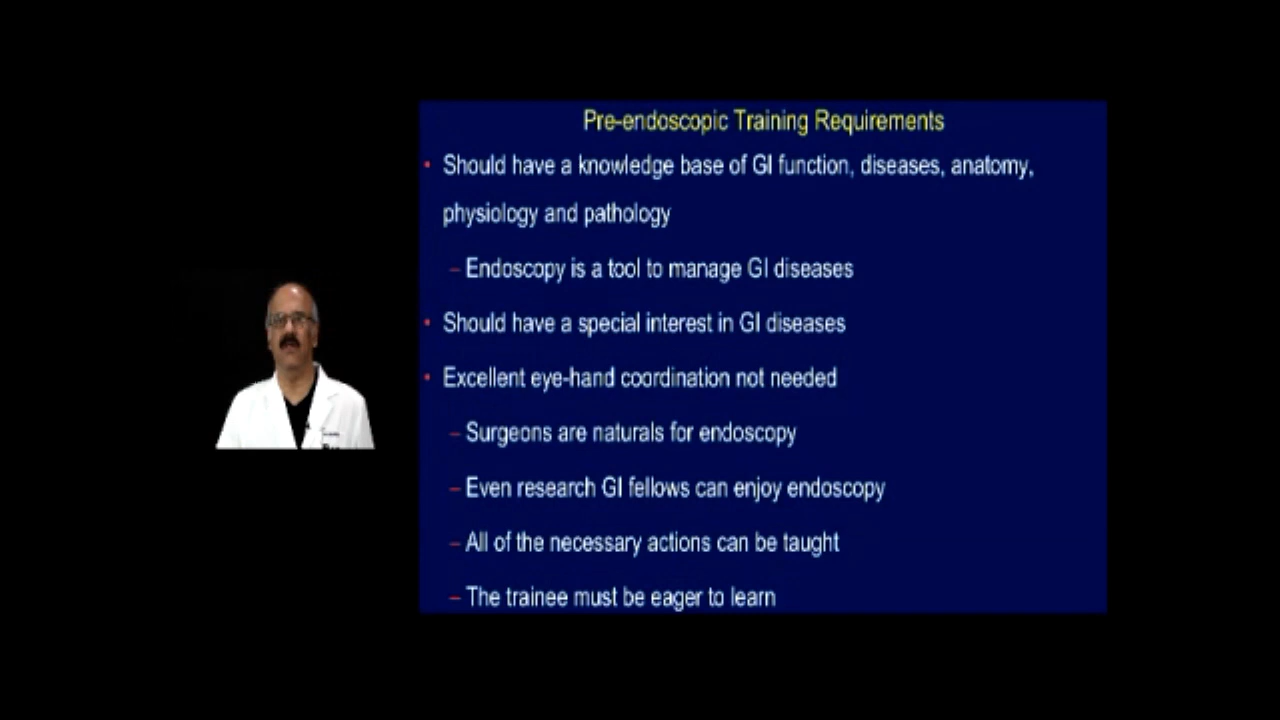 Pre-endoscopic Training Requirements
• Should have a knowledge base of GI function, diseases, anatomy,
physiology and pathology
– Endoscopy is a tool to manage GI diseases
• Should have a special interest in GI diseases
• Excellent eye-hand coordination not needed
– Surgeons are naturals for endoscopy
– Even research GI fellows can enjoy endoscopy
– All of the necessary actions can be taught
– The trainee must be eager to learn